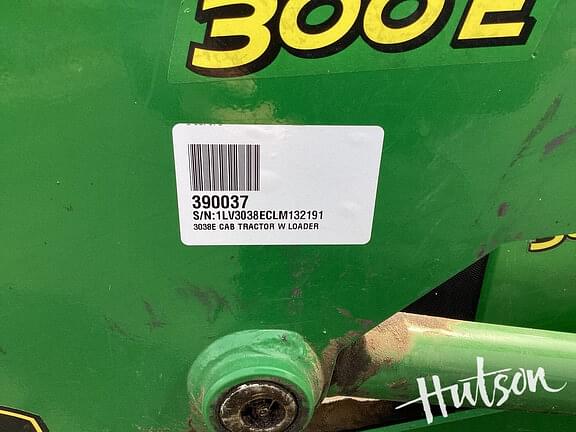 300E
390037
S/N:1LV3038ECLM132191
3038E CAB TRACTOR W LOADER
Hutson